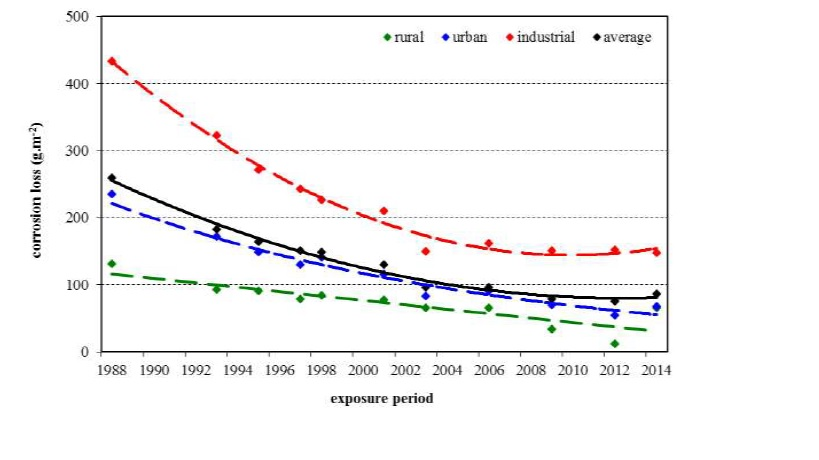 500
rural urban industrial average
400
300
200
100
0
corrosion loss (g.m-2)
1988 1990 1992 1994 1996 1998 2000 2002 2004 2006 2008 2010 2012 2014
exposure period